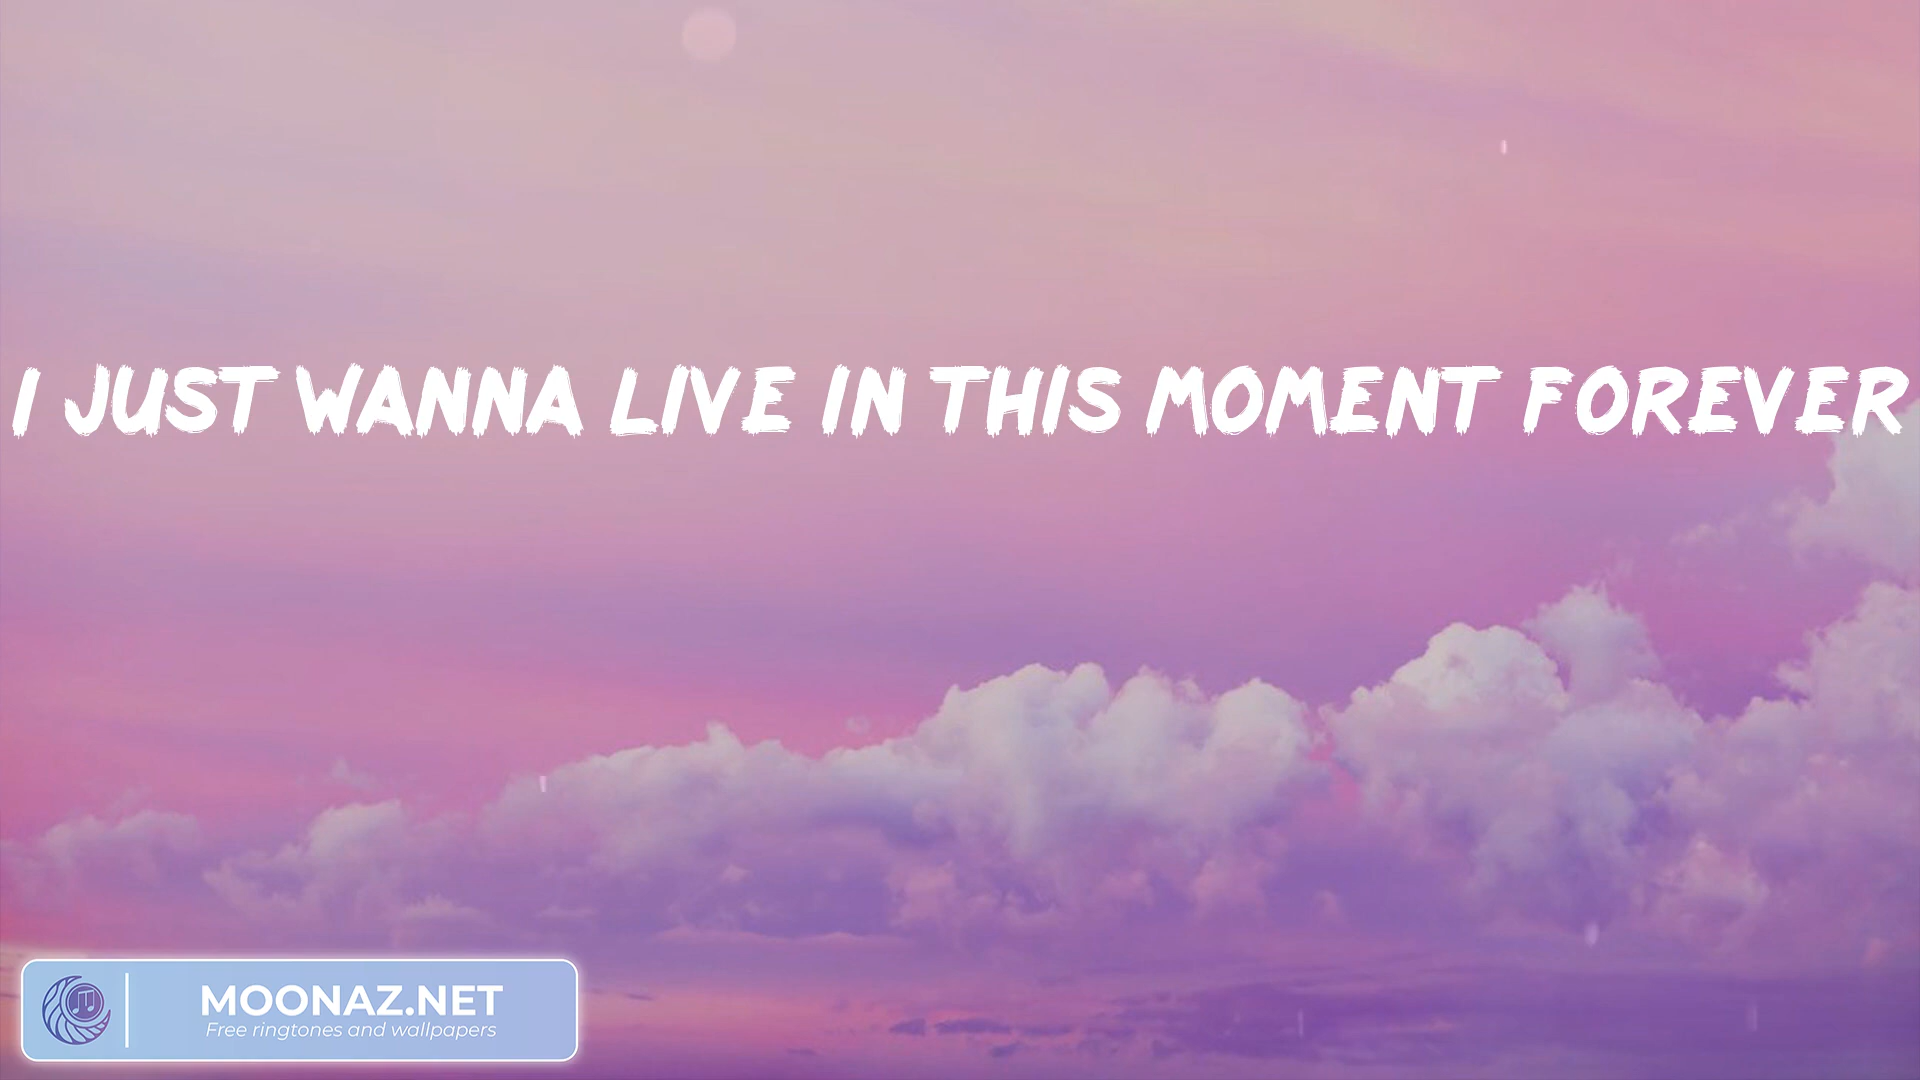 I JUST WANNA LIVE IN THIS MOMENT FOREVER
MOONAZ.NET
Free ringtones and wallpapers